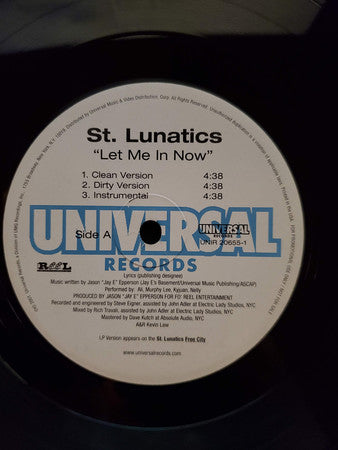 St. Lunatics
"Let Me In Now"
1. Clean Version 4:38
2. Dirty Version 4:38
3. Instrumental 4:38
Side A
UNIVERSAL
RECORDS
UNIVERSAL
RECORDS
UNIR 20655-1
Lyrics (publishing designee)
Music written by Jason "Jay E" Epperson (Jay E's Basement/Universal Music Publishing/ASCAP)
Performed by: Ali, Murphy Lee, Kyjuan, Nelly
PRODUCED BY JASON "JAY E" EPPERSON FOR FO' REEL ENTERTAINMENT
Recorded and engineered by Steve Eigner, assisted by John Adler at Electric Lady Studios, NYC
Mixed by Rich Travali, assisted by John Adler at Electric Lady Studios, NYC
Mastered by Dave Kutch at Absolute Audio, NYC
A&R Kevin Law
LP Version appears on the St. Lunatics Free City
www.universalrecords.com